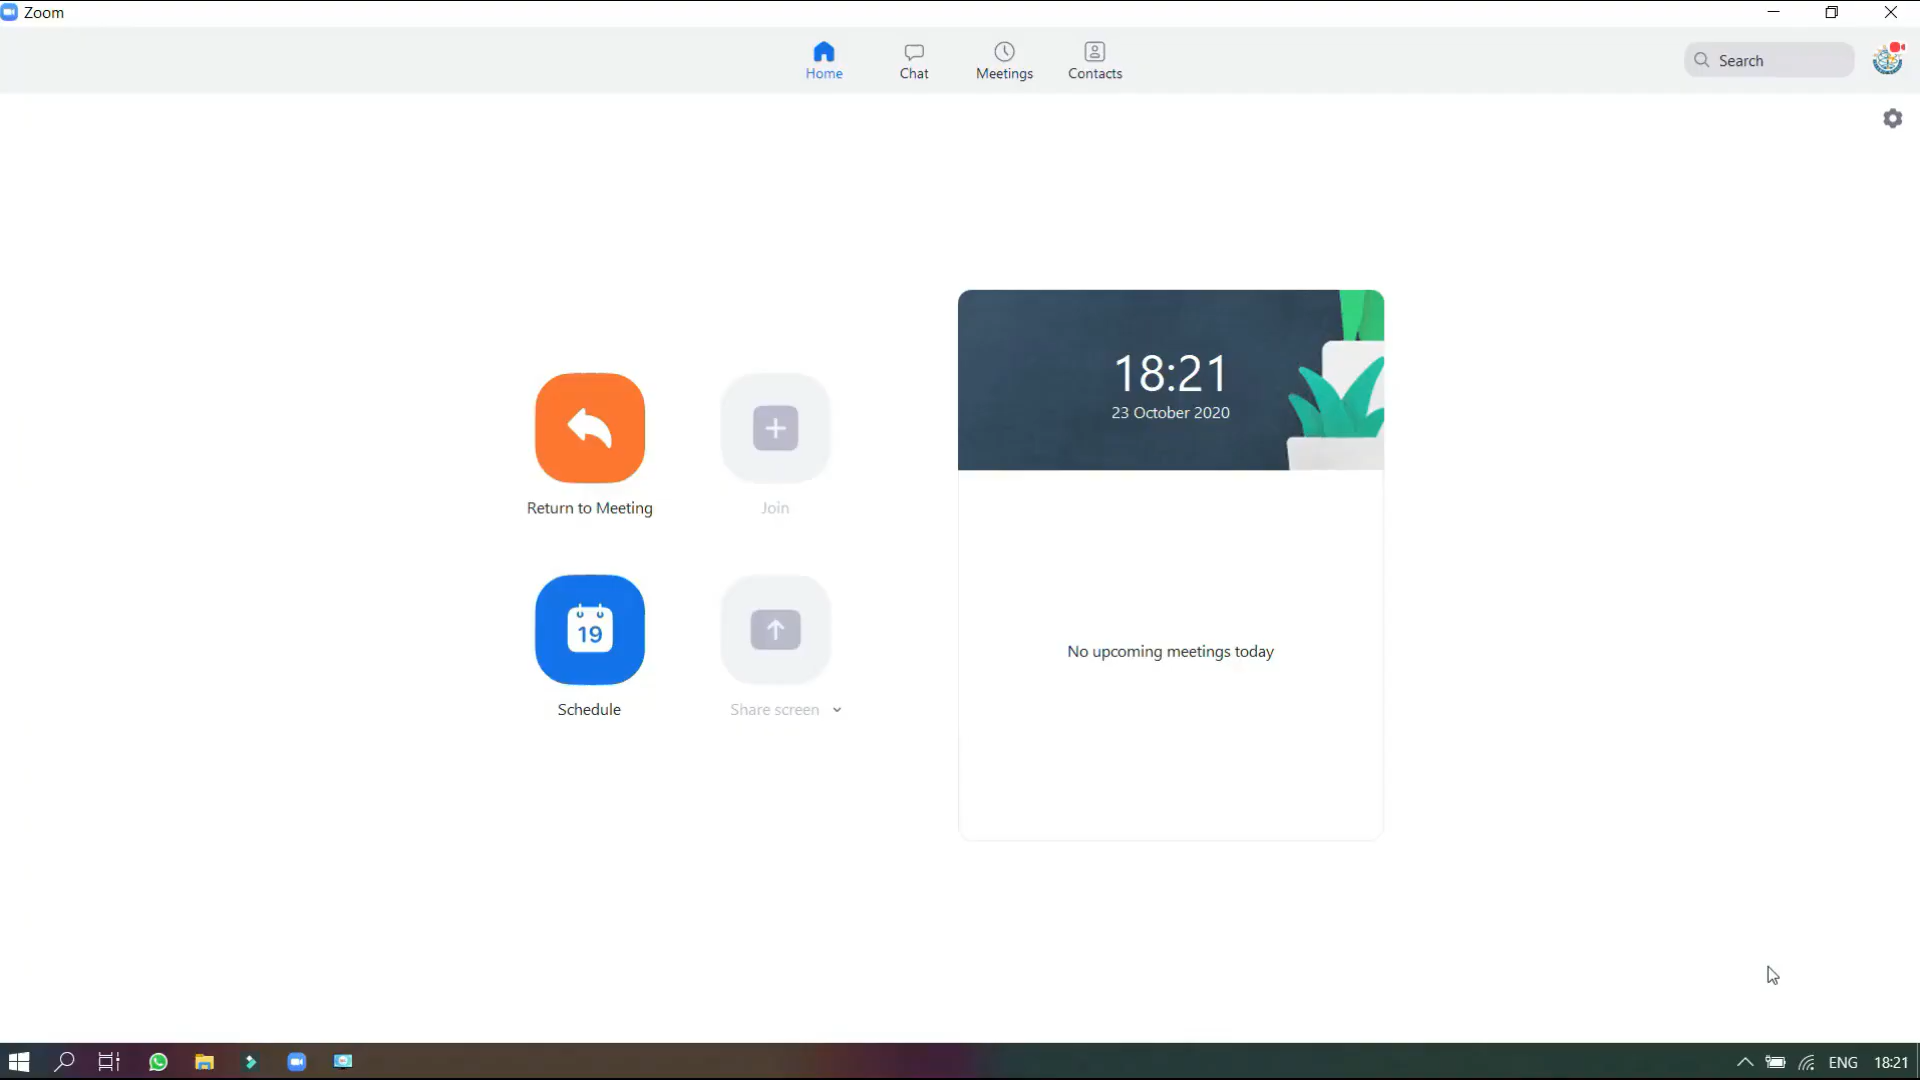 Zoom
Home
Chat
Meetings
Contacts
Search
18:21
23 October 2020
Return to Meeting
Join
19
Schedule
Share screen
No upcoming meetings today
ENG
18:21